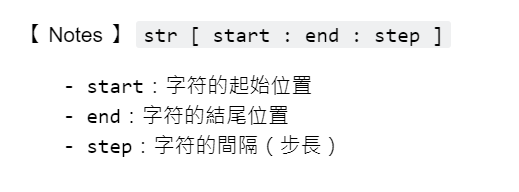 【 Notes 】 str [ start : end : step ]
- start：字符的起始位置
- end：字符的結尾位置
- step：字符的間隔（步長）